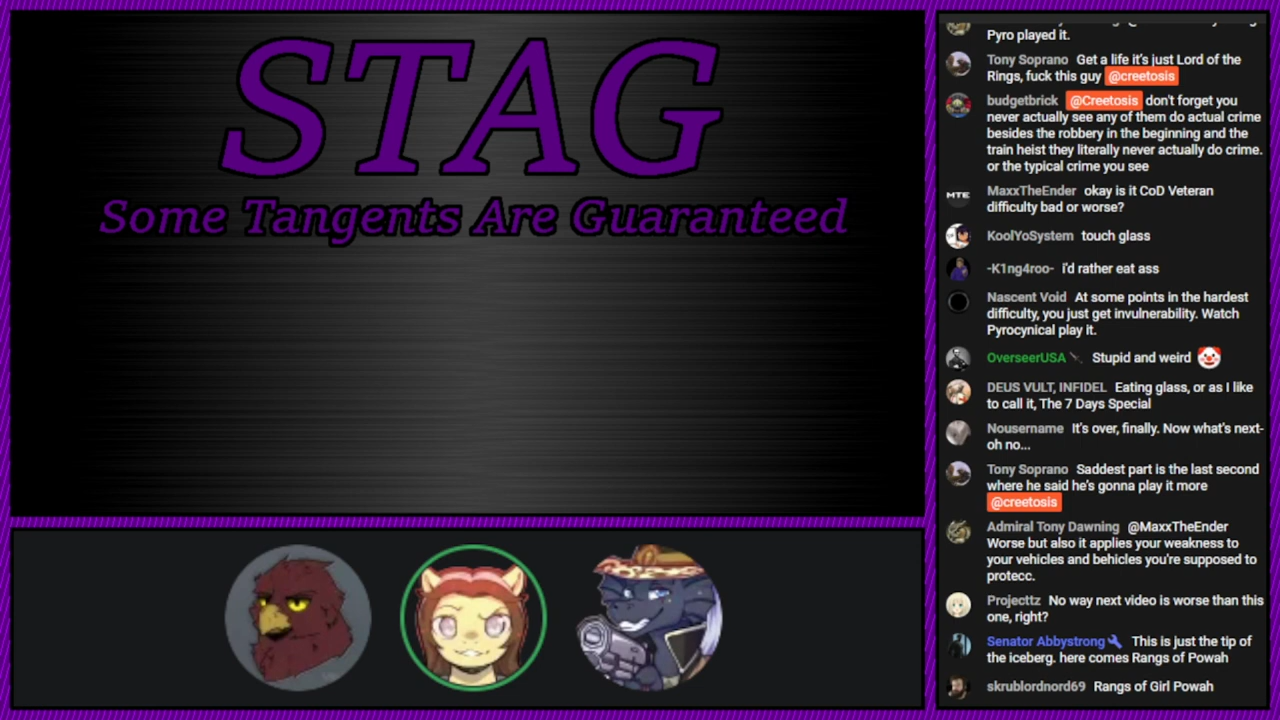 STAG
Some Tangents Are Guaranteed
Pyro played it.
Tony Soprano Get a life it's just Lord of the
Rings, fuck this guy @creetosis
budgetbrick @Creetosis don't forget you
never actually see any of them do actual crime
besides the robbery in the beginning and the
train heist they literally never actually do crime.
or the typical crime you see
MTE MaxxTheEnder okay is it CoD Veteran
difficulty bad or worse?
KoolYoSystem touch glass
-K1ng4roo- i'd rather eat ass
Nascent Void At some points in the hardest
difficulty, you just get invulnerability. Watch
Pyrocynical play it.
OverseerUSA Stupid and weird 🤡
DEUS VULT, INFIDEL Eating glass, or as I like
to call it, The 7 Days Special
Nousername It's over, finally. Now what's next-
oh no...
Tony Soprano Saddest part is the last second
where he said he's gonna play it more
@creetosis
Admiral Tony Dawning @MaxxTheEnder
Worse but also it applies your weakness to
your vehicles and behicles you're supposed to
protecc.
Projecttz No way next video is worse than this
one, right?
Senator Abbystrong This is just the tip of
the iceberg. here comes Rangs of Powah
skrublordnord69 Rangs of Girl Powah